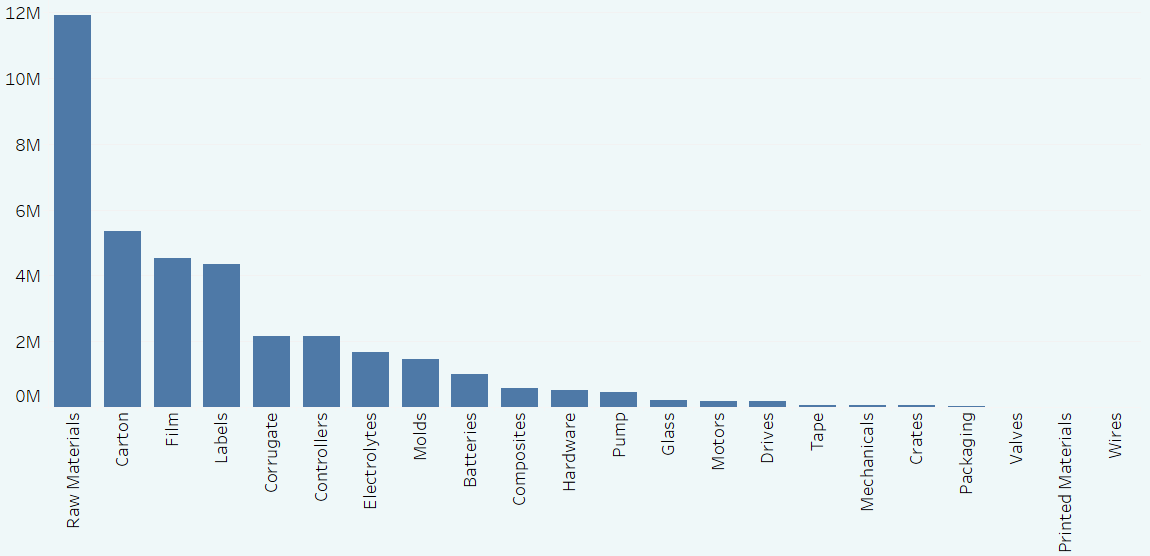 12M
10M
8M
6M
4M
2M
0M
Raw Materials
Carton
Film
Labels
Corrugate
Controllers
Electrolytes
Molds
Batteries
Composites
Hardware
Pump
Glass
Motors
Drives
Tape
Mechanicals
Crates
Packaging
Valves
Printed Materials
Wires